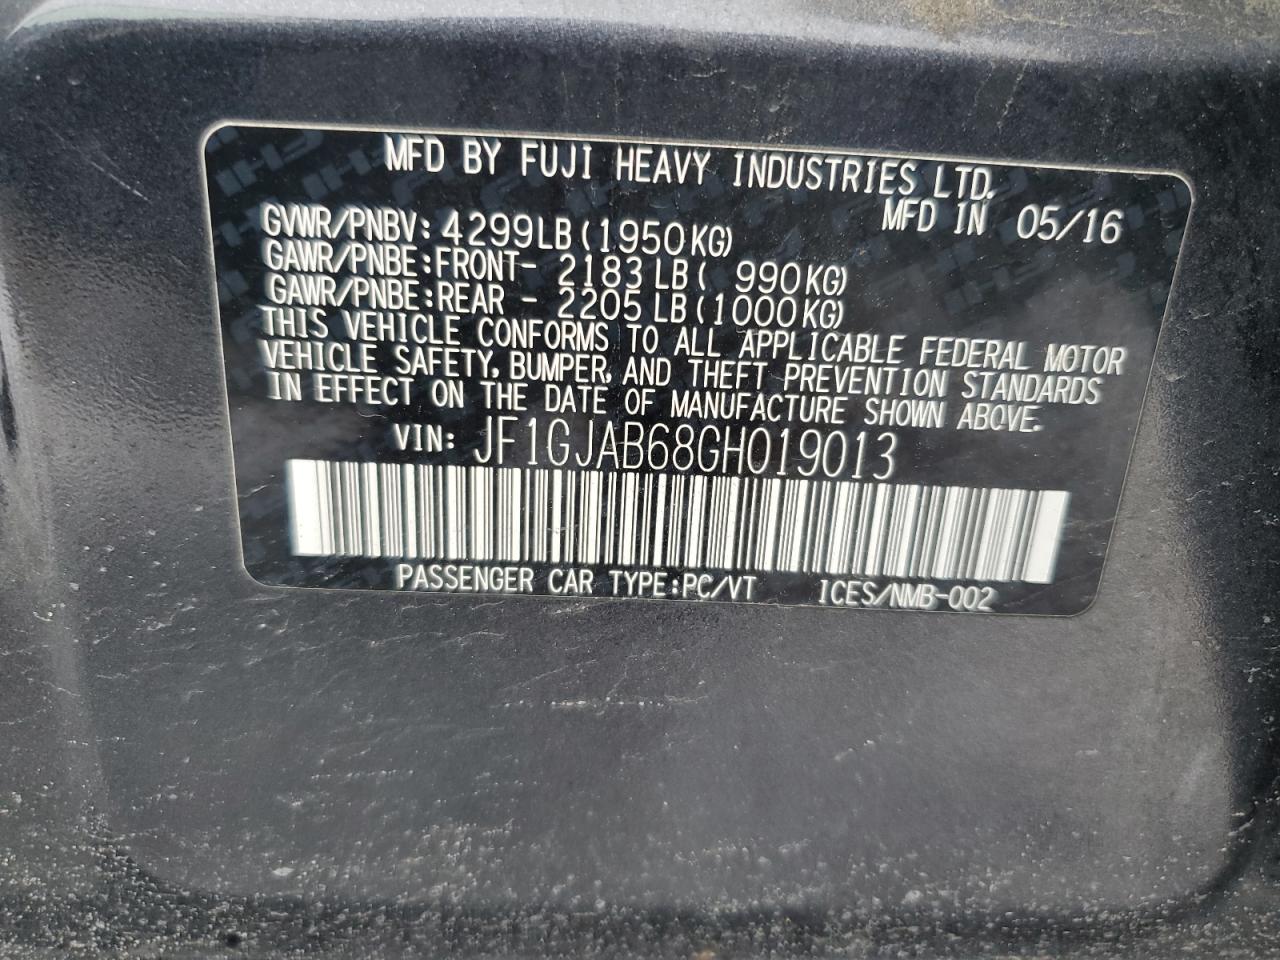 MFD BY FUJI HEAVY INDUSTRIES LTD.
MFD IN 05/16
GVWR/PNBV: 4299LB (1950KG)
GAWR/PNBE:FRONT- 2183 LB ( 990KG)
GAWR/PNBE:REAR - 2205 LB (1000KG)
THIS VEHICLE CONFORMS TO ALL APPLICABLE FEDERAL MOTOR
VEHICLE SAFETY, BUMPER, AND THEFT PREVENTION STANDARDS
IN EFFECT ON THE DATE OF MANUFACTURE SHOWN ABOVE.
VIN: JF1GJAB68GH019013
PASSENGER CAR TYPE:PC/VT ICES/NMB-002